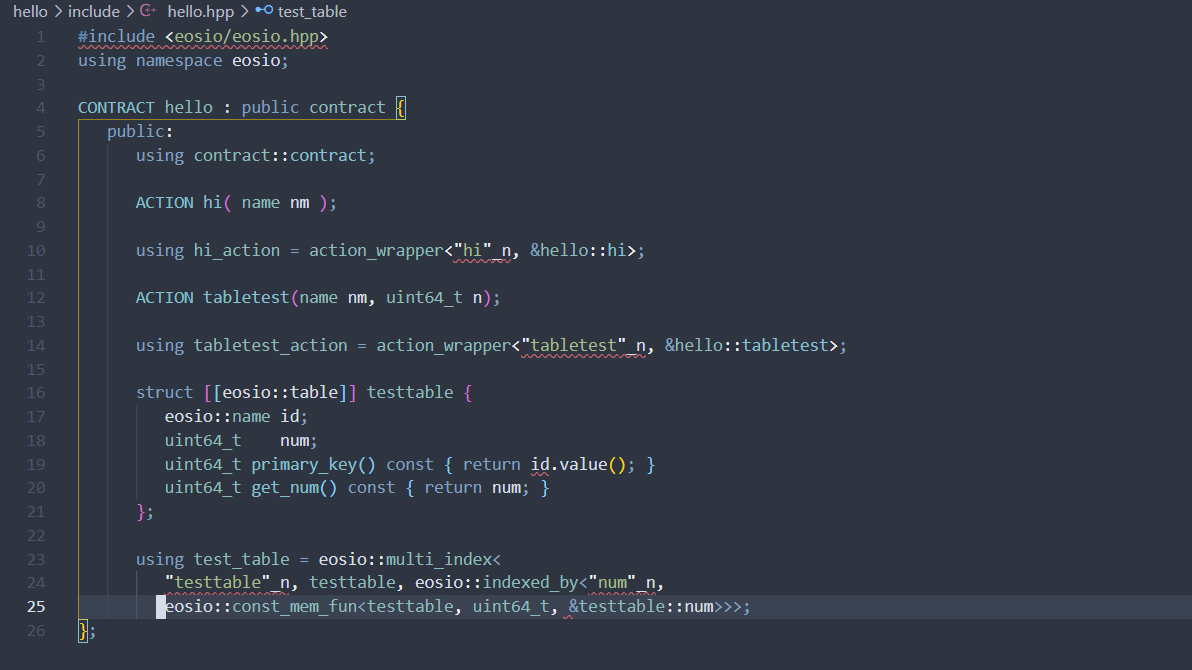 hello > include > hello.hpp > test_table
1 #include <eosio/eosio.hpp>
2 using namespace eosio;
3
4 CONTRACT hello : public contract {
5    public:
6       using contract::contract;
7
8       ACTION hi( name nm );
9
10       using hi_action = action_wrapper<"hi"_n, &hello::hi>;
11
12       ACTION tabletest(name nm, uint64_t n);
13
14       using tabletest_action = action_wrapper<"tabletest"_n, &hello::tabletest>;
15
16       struct [[eosio::table]] testtable {
17          eosio::name id;
18          uint64_t    num;
19          uint64_t primary_key() const { return id.value(); }
20          uint64_t get_num() const { return num; }
21       };
22
23       using test_table = eosio::multi_index<
24          "testtable"_n, testtable, eosio::indexed_by<"num"_n,
25          eosio::const_mem_fun<testtable, uint64_t, &testtable::num>>>;
26 };